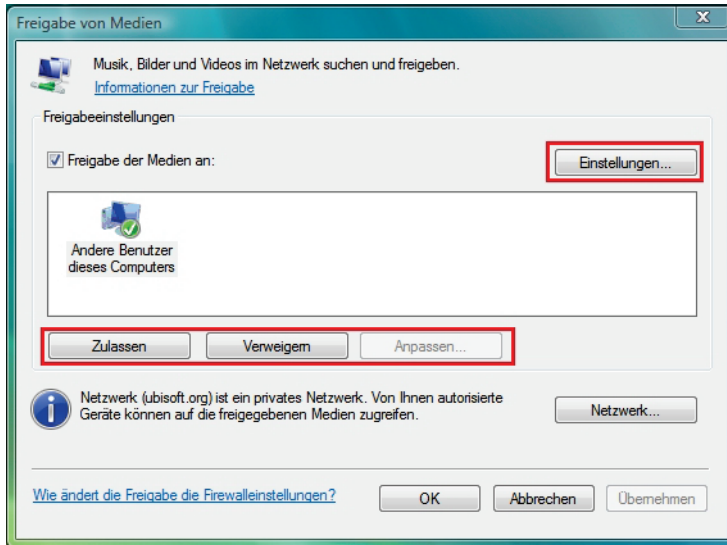 Freigabe von Medien
Musik, Bilder und Videos im Netzwerk suchen und freigeben.
Informationen zur Freigabe
Freigabeeinstellungen
Freigabe der Medien an:
Einstellungen...
Andere Benutzer
dieses Computers
Zulassen Verweigern Anpassen...
Netzwerk (ubisoft.org) ist ein privates Netzwerk. Von Ihnen autorisierte
Geräte können auf die freigegebenen Medien zugreifen.
Netzwerk...
Wie ändert die Freigabe die Firewalleinstellungen?
OK Abbrechen Übernehmen